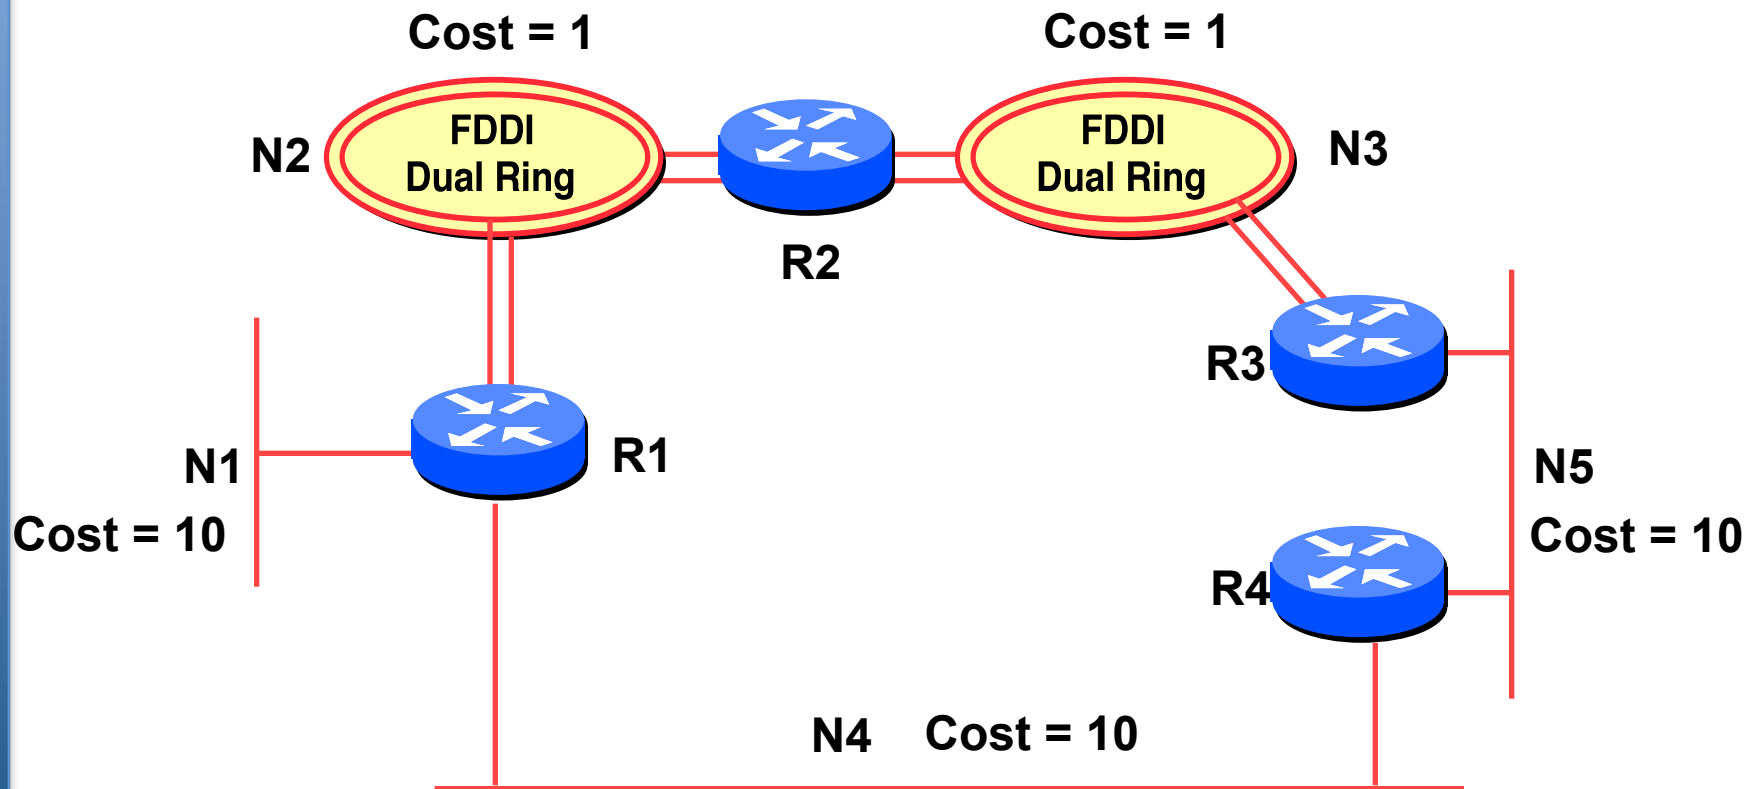 Cost = 1
Cost = 1
N2
FDDI
Dual Ring
FDDI
Dual Ring
N3
R2
R3
N1
R1
N5
Cost = 10
Cost = 10
R4
N4
Cost = 10